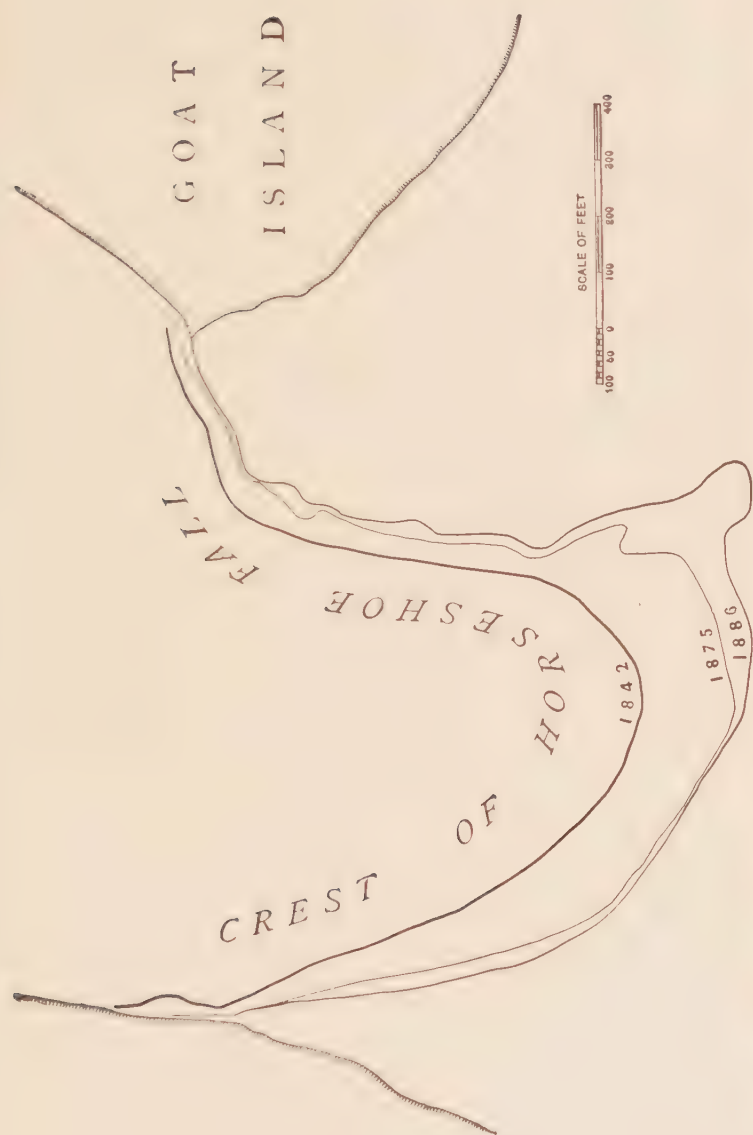 GOAT
ISLAND
CREST OF HORSESHOE FALL
1842
1875
1886
SCALE OF FEET
100 50 0 100 200 300 400